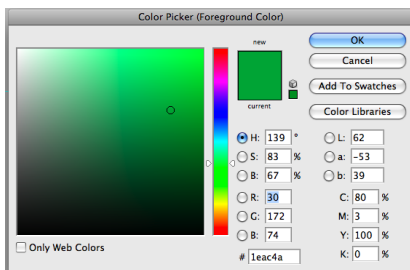 Color Picker (Foreground Color)
new
current
OK
Cancel
Add To Swatches
Color Libraries
H: 139 °
S: 83 %
B: 67 %
R: 30
G: 172
B: 74
# 1eac4a
L: 62
a: -53
b: 39
C: 80 %
M: 3 %
Y: 100 %
K: 0 %
Only Web Colors